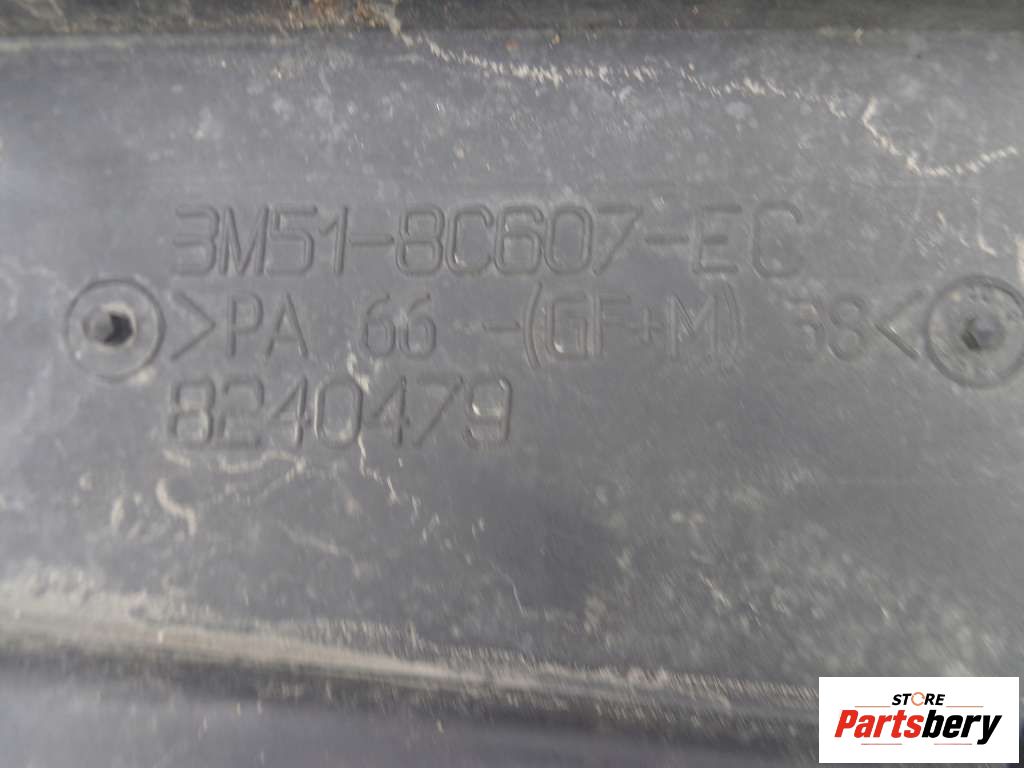 3M51-8C607-EC
>PA 66 -(GF+M) 38<
8240479
STORE
Partsbery